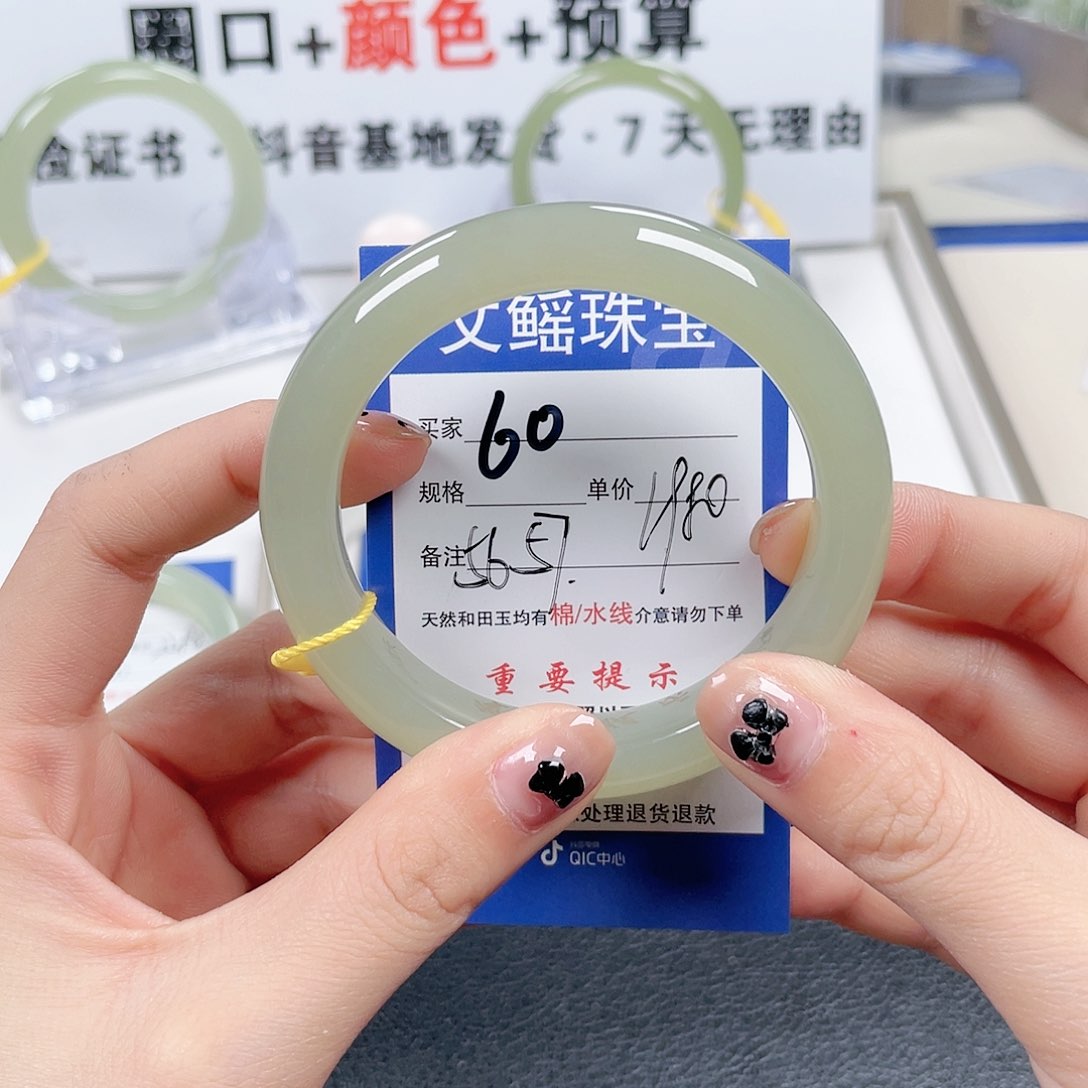 圈口+颜色+预算
验证书·抖音基地发货·7天无理由
文鳐珠宝
买家 60
规格 单价 1980
备注 56 57.
天然和田玉均有棉/水线介意请勿下单
重要提示
处理退货退款
QIC中心